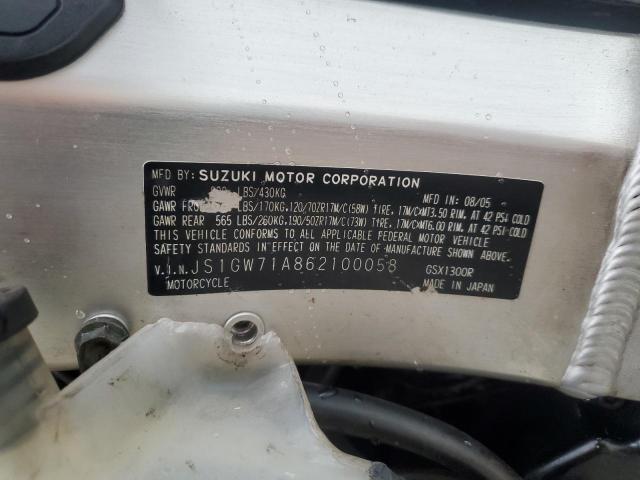 MFD BY: SUZUKI MOTOR CORPORATION
GVWR LBS/430KG MFD IN: 08/05
GAWR LBS/170KG,120/70ZR17M/C(58W) TIRE, 17M/CxMT3.50 RIM, AT 42 PSI COLD
GAWR REAR 565 LBS/260KG,190/50ZR17M/C(73W) TIRE, 17M/CxMT6.00 RIM, AT 42 PSI COLD
THIS VEHICLE CONFORMS TO ALL APPLICABLE FEDERAL MOTOR VEHICLE
SAFETY STANDARDS IN EFFECT ON THE DATE OF MANUFACTURE SHOWN ABOVE.
V.I.N. JS1GW71A862100058 GSX1300R
MOTORCYCLE MADE IN JAPAN